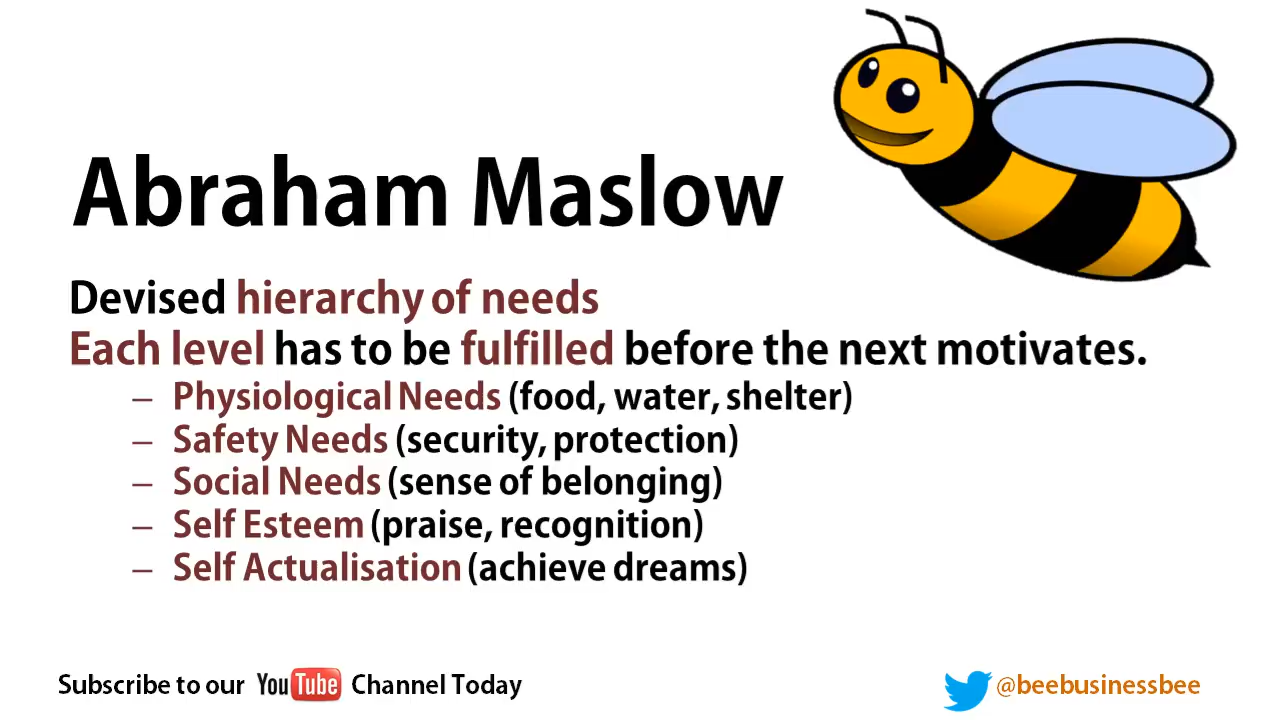 Abraham Maslow
Devised hierarchy of needs
Each level has to be fulfilled before the next motivates.
– Physiological Needs (food, water, shelter)
– Safety Needs (security, protection)
– Social Needs (sense of belonging)
– Self Esteem (praise, recognition)
– Self Actualisation (achieve dreams)
Subscribe to our YouTube Channel Today
@beebusinessbee